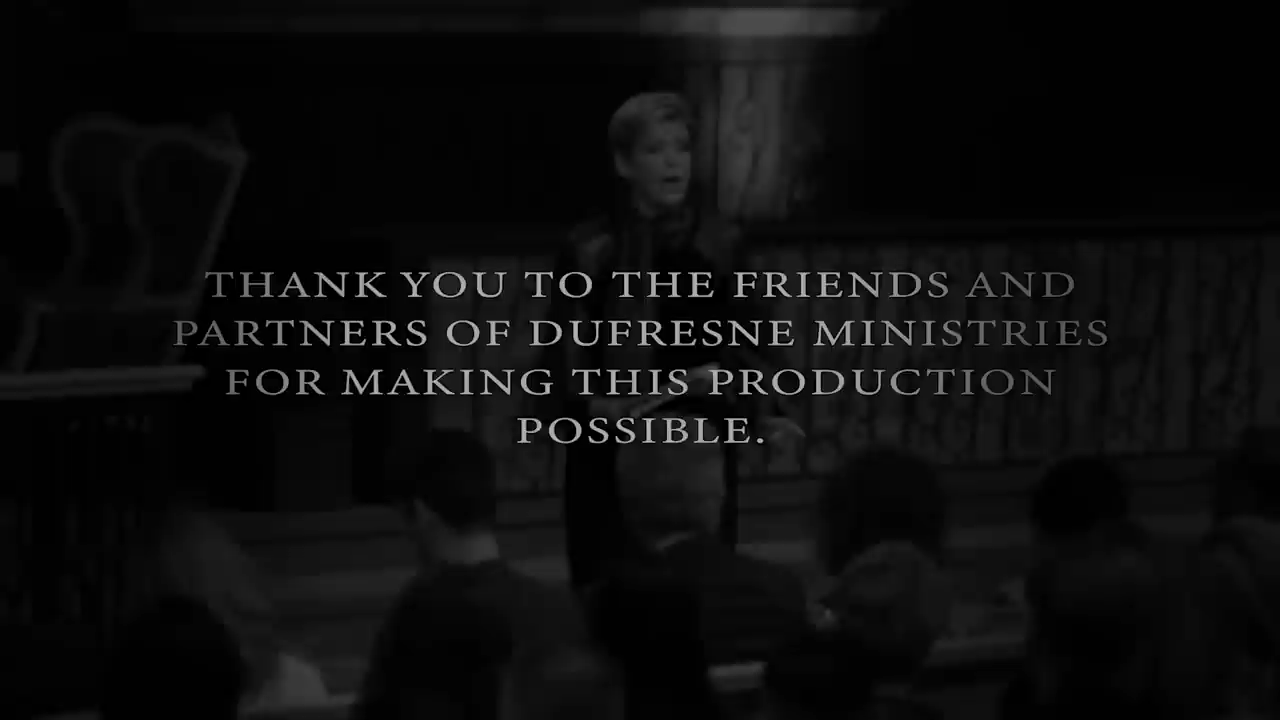 THANK YOU TO THE FRIENDS AND
PARTNERS OF DUFRESNE MINISTRIES
FOR MAKING THIS PRODUCTION
POSSIBLE.